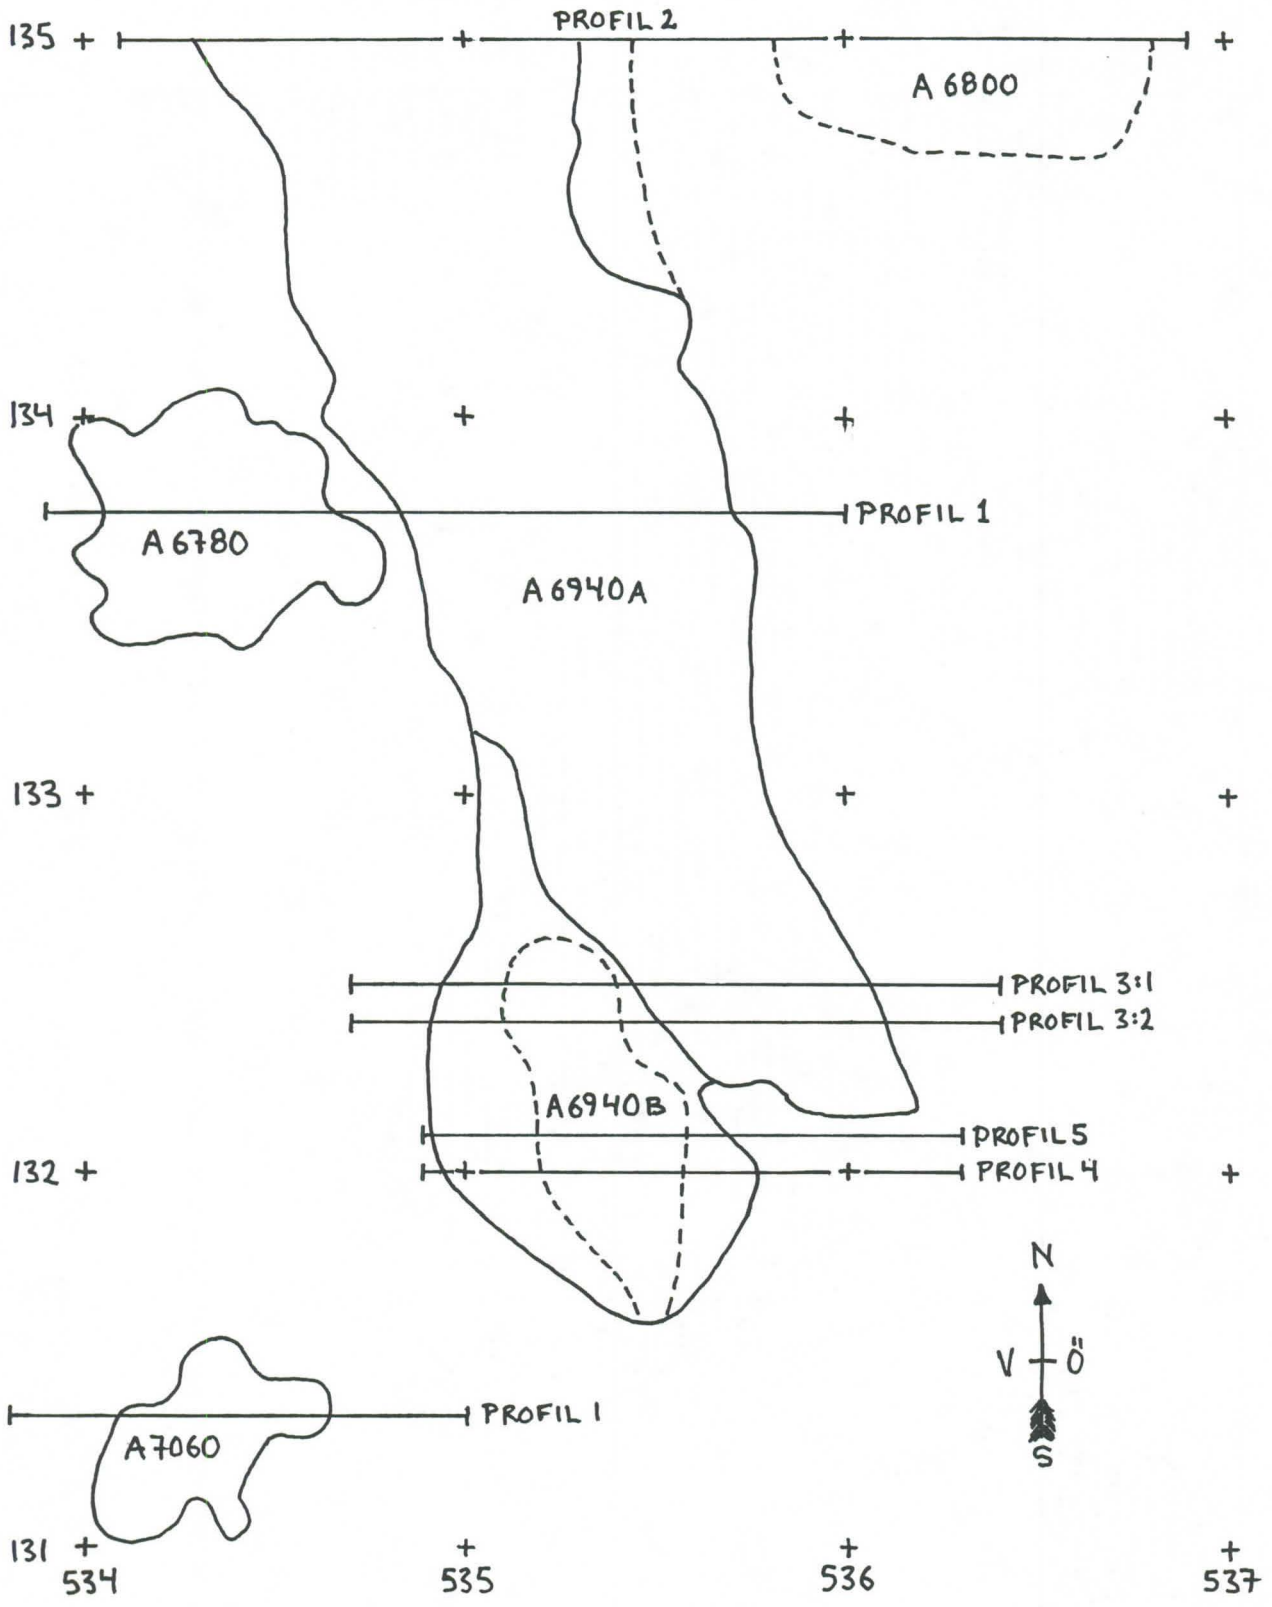 PROFIL 2
135
A 6800
134
PROFIL 1
A 6780
A 6940 A
133
PROFIL 3:1
PROFIL 3:2
A 6940 B
PROFIL 5
132
PROFIL 4
N
V Ö
S
PROFIL 1
A 7060
131
534 535 536 537